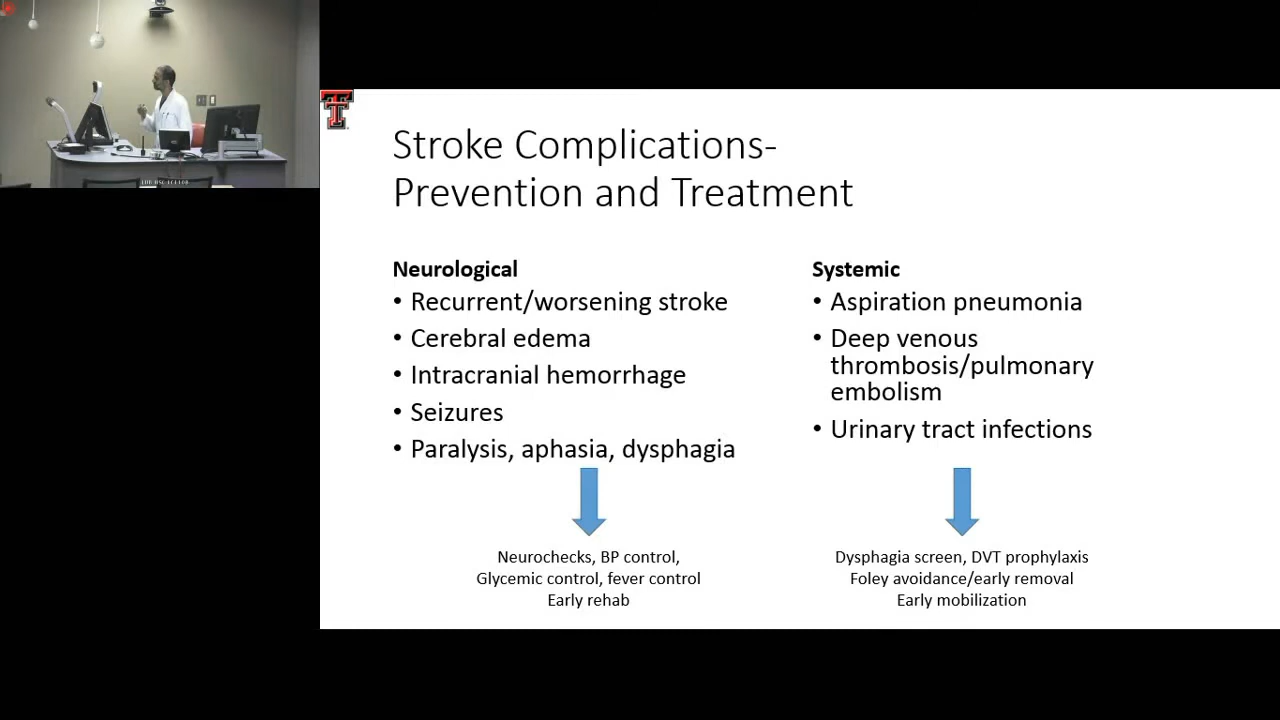 Stroke Complications-
Prevention and Treatment
Neurological
• Recurrent/worsening stroke
• Cerebral edema
• Intracranial hemorrhage
• Seizures
• Paralysis, aphasia, dysphagia
Neurochecks, BP control,
Glycemic control, fever control
Early rehab
Systemic
• Aspiration pneumonia
• Deep venous
thrombosis/pulmonary
embolism
• Urinary tract infections
Dysphagia screen, DVT prophylaxis
Foley avoidance/early removal
Early mobilization